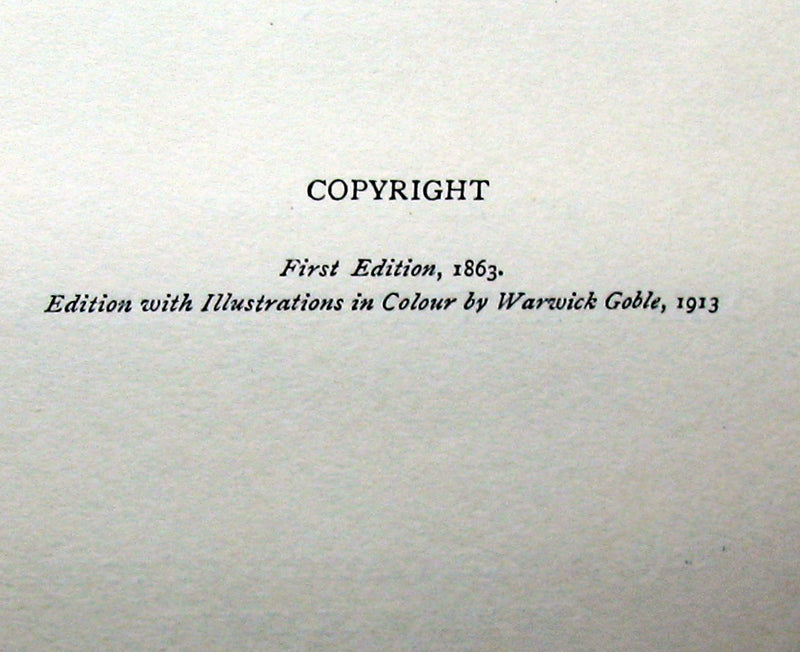 COPYRIGHT
First Edition, 1863.
Edition with Illustrations in Colour by Warwick Goble, 1913